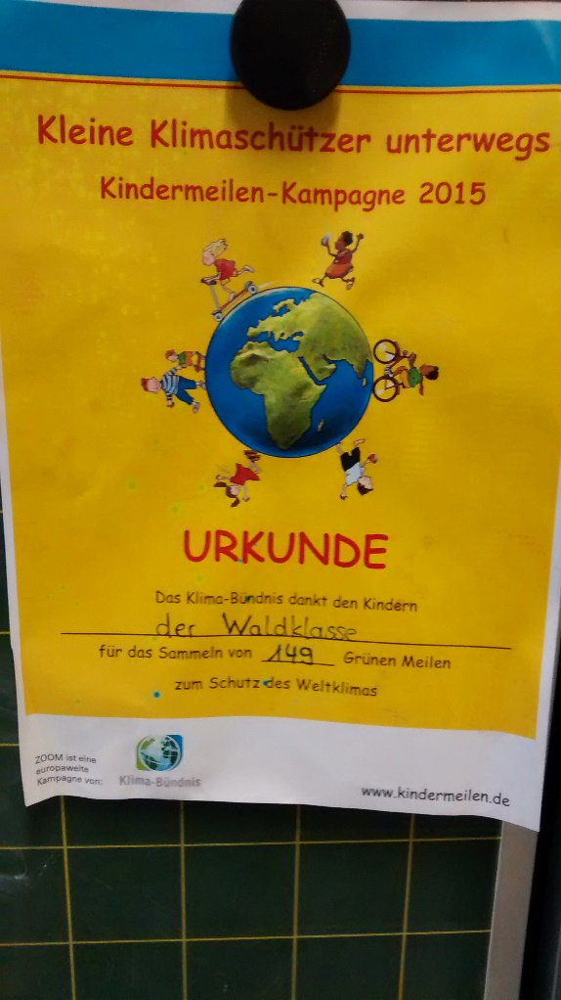 Kleine Klimaschützer unterwegs
Kindermeilen-Kampagne 2015
URKUNDE
Das Klima-Bündnis dankt den Kindern
der Waldklasse
für das Sammeln von 149 Grünen Meilen
zum Schutz des Weltklimas
ZOOM ist eine
europaweite
Kampagne von:
Klima-Bündnis
www.kindermeilen.de